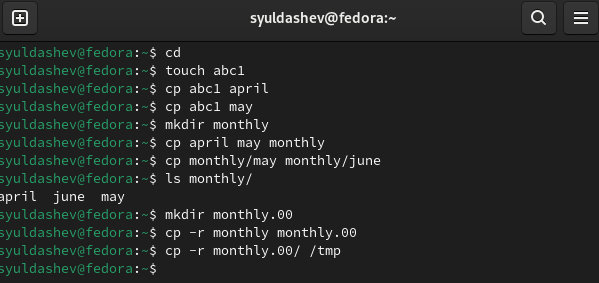 syuldashev@fedora:~
syuldashev@fedora:~$ cd
syuldashev@fedora:~$ touch abc1
syuldashev@fedora:~$ cp abc1 april
syuldashev@fedora:~$ cp abc1 may
syuldashev@fedora:~$ mkdir monthly
syuldashev@fedora:~$ cp april may monthly
syuldashev@fedora:~$ cp monthly/may monthly/june
syuldashev@fedora:~$ ls monthly/
april  june  may
syuldashev@fedora:~$ mkdir monthly.00
syuldashev@fedora:~$ cp -r monthly monthly.00
syuldashev@fedora:~$ cp -r monthly.00/ /tmp
syuldashev@fedora:~$